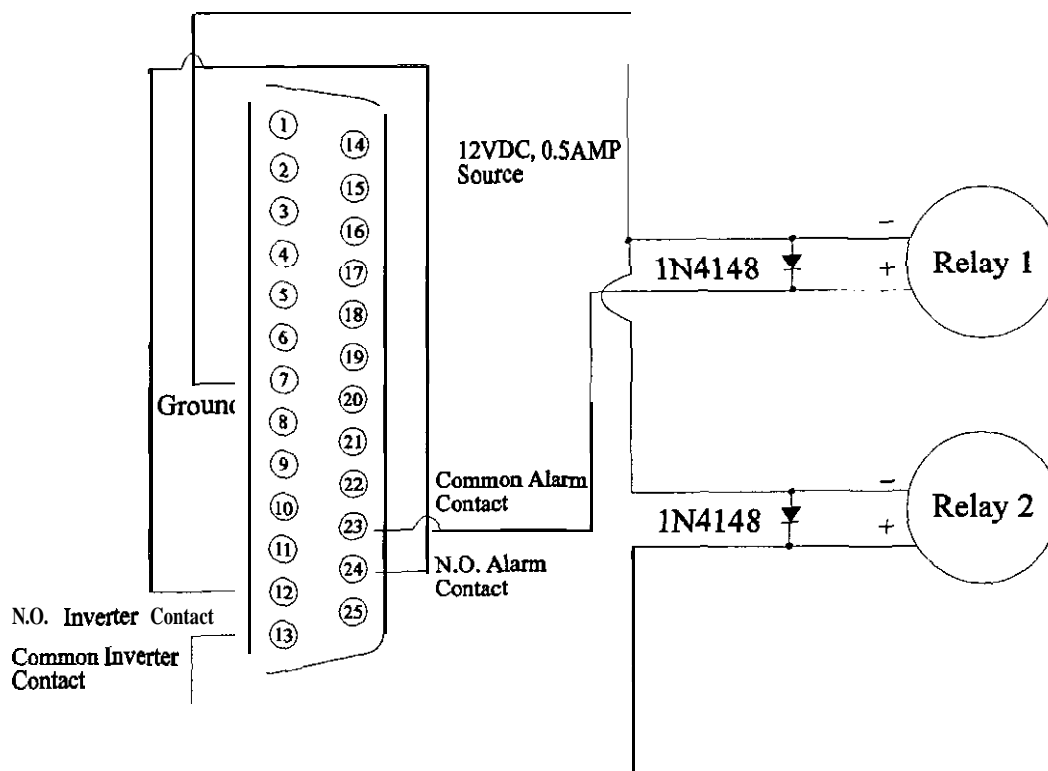 1
14
2
15
3
16
4
17
5
18
6
19
7
20
8
21
9
22
10
23
11
24
12
25
13
12VDC, 0.5AMP
Source
1N4148
-
+
Relay 1
Groun
Common Alarm
Contact
1N4148
-
+
Relay 2
N.O. Alarm
Contact
N.O. Inverter Contact
Common Inverter
Contact